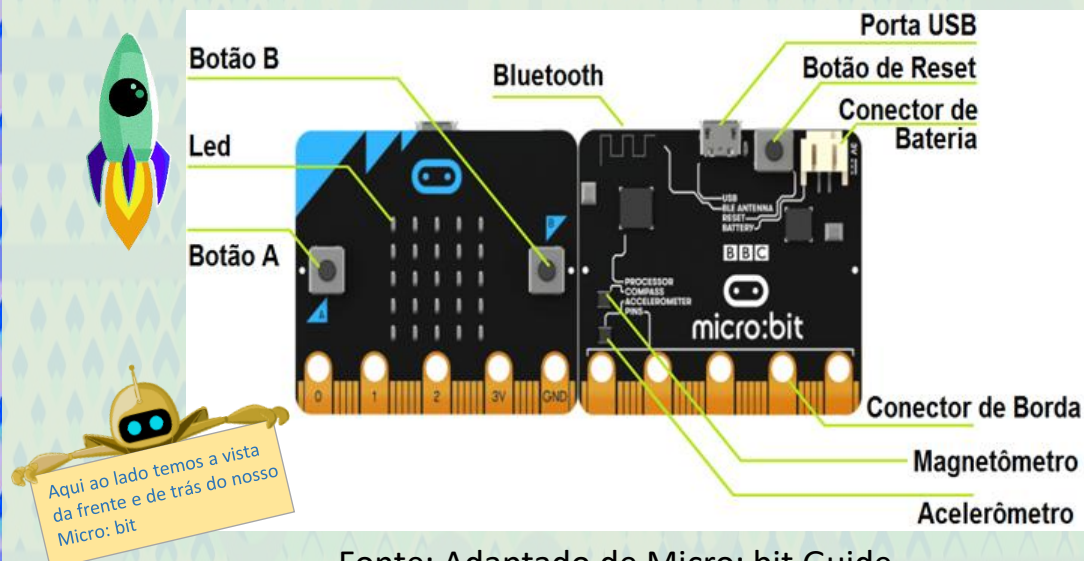 Porta USB
Botão B
Bluetooth
Botão de Reset
Conector de
Bateria
Led
Botão A
B
A
USB
BLE ANTENNA
RESET
BATTERY
BBC
PROCESSOR
COMPASS
ACCELEROMETER
PINS
micro:bit
0
1
2
3V
GND
Conector de Borda
Magnetômetro
Acelerômetro
Aqui ao lado temos a vista
da frente e de trás do nosso
Micro: bit
Fonte: Adaptado de Micro: bit Guide